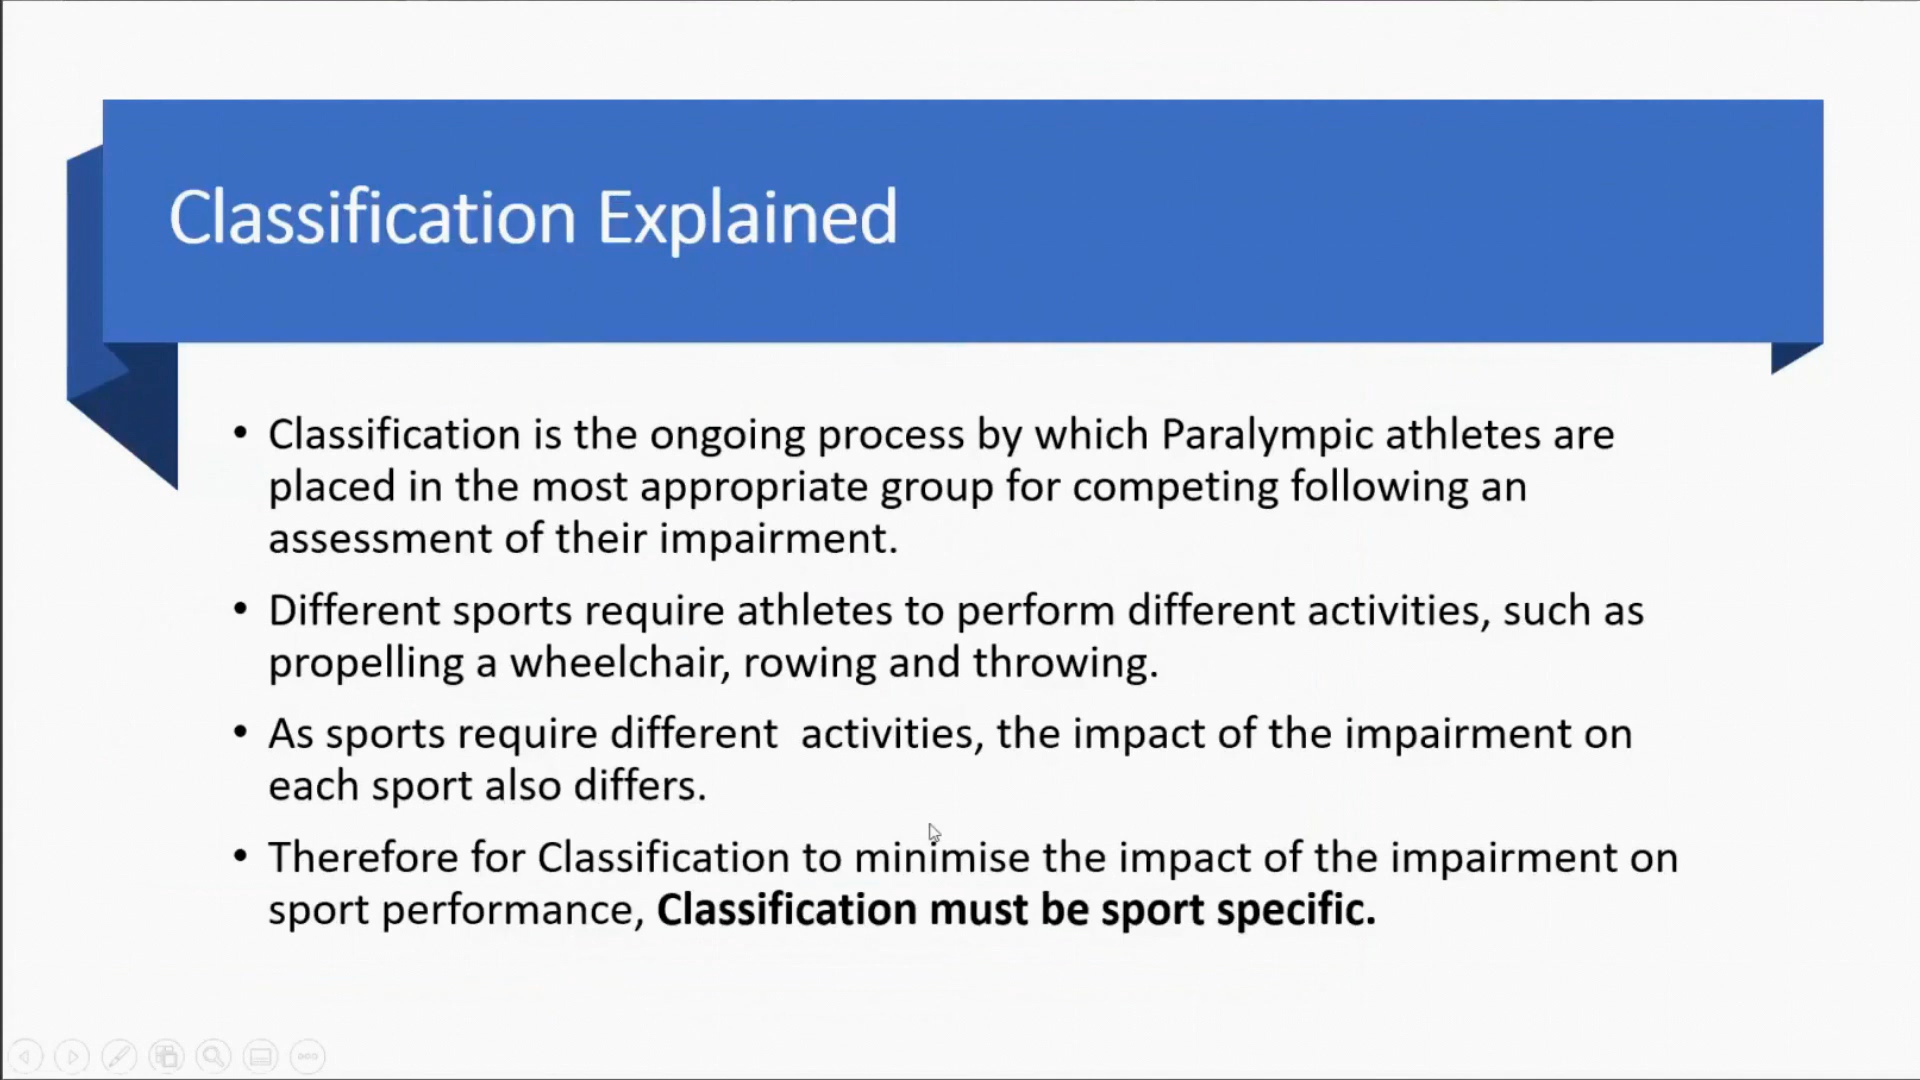 Classification Explained
• Classification is the ongoing process by which Paralympic athletes are
placed in the most appropriate group for competing following an
assessment of their impairment.
• Different sports require athletes to perform different activities, such as
propelling a wheelchair, rowing and throwing.
• As sports require different  activities, the impact of the impairment on
each sport also differs.
• Therefore for Classification to minimise the impact of the impairment on
sport performance, Classification must be sport specific.